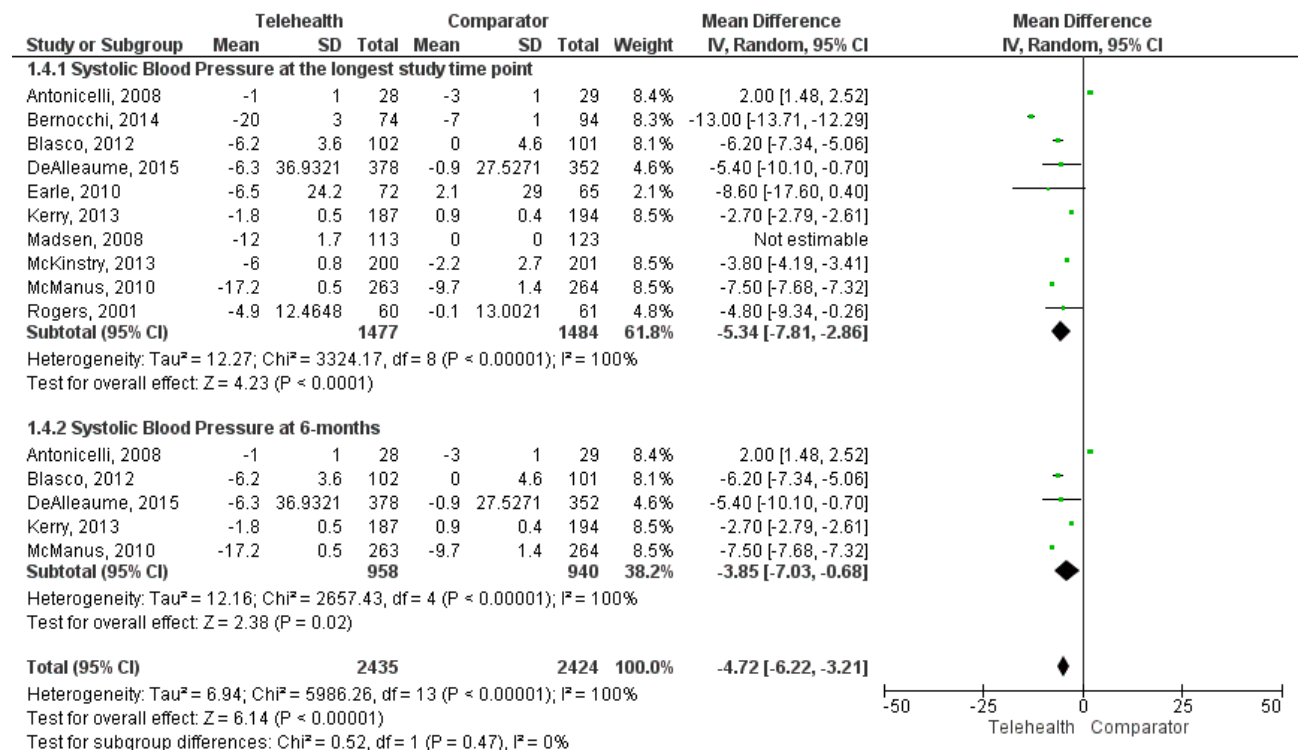 Telehealth Comparator Mean Difference Mean Difference
Study or Subgroup Mean SD Total Mean SD Total Weight IV, Random, 95% CI IV, Random, 95% CI
1.4.1 Systolic Blood Pressure at the longest study time point
Antonicelli, 2008 -1 1 28 -3 1 29 8.4% 2.00 [1.48, 2.52]
Bernocchi, 2014 -20 3 74 -7 1 94 8.3% -13.00 [-13.71, -12.29]
Blasco, 2012 -6.2 3.6 102 0 4.6 101 8.1% -6.20 [-7.34, -5.06]
DeAlleaume, 2015 -6.3 36.9321 378 -0.9 27.5271 352 4.6% -5.40 [-10.10, -0.70]
Earle, 2010 -6.5 24.2 72 2.1 29 65 2.1% -8.60 [-17.60, 0.40]
Kerry, 2013 -1.8 0.5 187 0.9 0.4 194 8.5% -2.70 [-2.79, -2.61]
Madsen, 2008 -12 1.7 113 0 0 123 Not estimable
McKinstry, 2013 -6 0.8 200 -2.2 2.7 201 8.5% -3.80 [-4.19, -3.41]
McManus, 2010 -17.2 0.5 263 -9.7 1.4 264 8.5% -7.50 [-7.68, -7.32]
Rogers, 2001 -4.9 12.4648 60 -0.1 13.0021 61 4.8% -4.80 [-9.34, -0.26]
Subtotal (95% CI) 1477 1484 61.8% -5.34 [-7.81, -2.86]
Heterogeneity: Tau² = 12.27; Chi² = 3324.17, df = 8 (P < 0.00001); I² = 100%
Test for overall effect: Z = 4.23 (P < 0.0001)
1.4.2 Systolic Blood Pressure at 6-months
Antonicelli, 2008 -1 1 28 -3 1 29 8.4% 2.00 [1.48, 2.52]
Blasco, 2012 -6.2 3.6 102 0 4.6 101 8.1% -6.20 [-7.34, -5.06]
DeAlleaume, 2015 -6.3 36.9321 378 -0.9 27.5271 352 4.6% -5.40 [-10.10, -0.70]
Kerry, 2013 -1.8 0.5 187 0.9 0.4 194 8.5% -2.70 [-2.79, -2.61]
McManus, 2010 -17.2 0.5 263 -9.7 1.4 264 8.5% -7.50 [-7.68, -7.32]
Subtotal (95% CI) 958 940 38.2% -3.85 [-7.03, -0.68]
Heterogeneity: Tau² = 12.16; Chi² = 2657.43, df = 4 (P < 0.00001); I² = 100%
Test for overall effect: Z = 2.38 (P = 0.02)
Total (95% CI) 2435 2424 100.0% -4.72 [-6.22, -3.21]
Heterogeneity: Tau² = 6.94; Chi² = 5986.26, df = 13 (P < 0.00001); I² = 100%
Test for overall effect: Z = 6.14 (P < 0.00001)
Test for subgroup differences: Chi² = 0.52, df = 1 (P = 0.47), I² = 0%
-50 -25 0 25 50
Telehealth Comparator